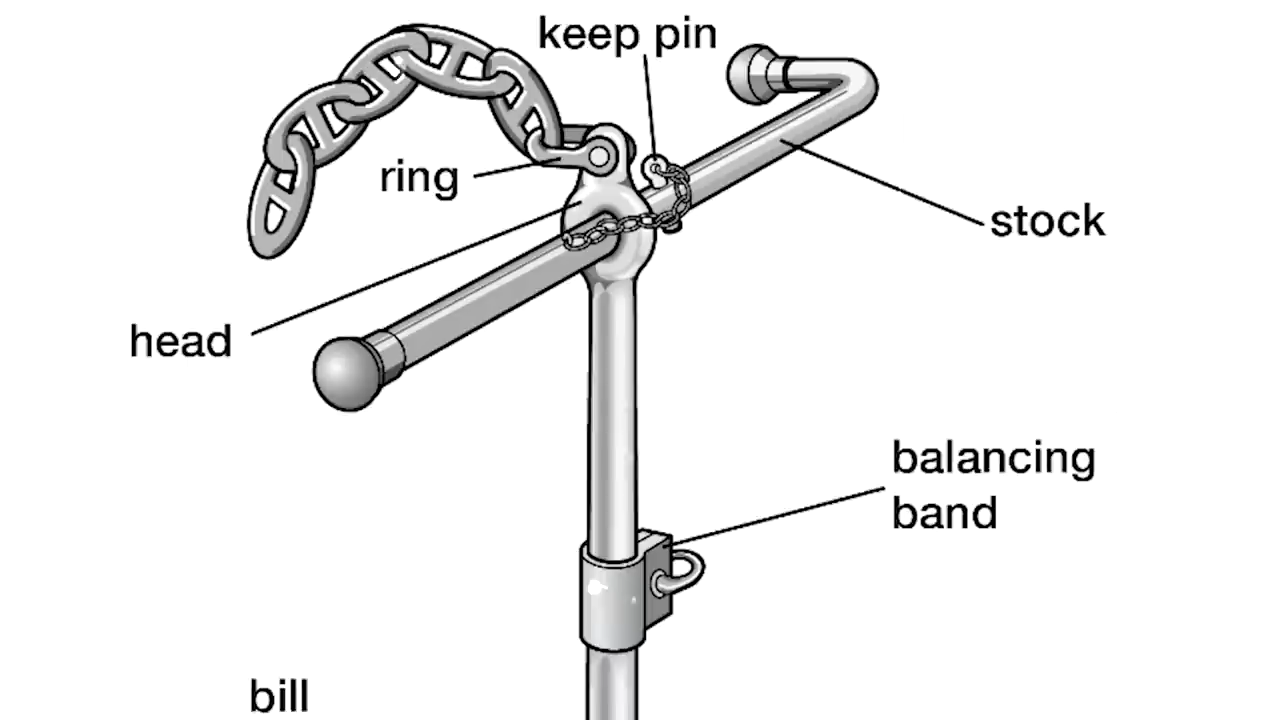 keep pin
ring
stock
head
balancing
band
bill